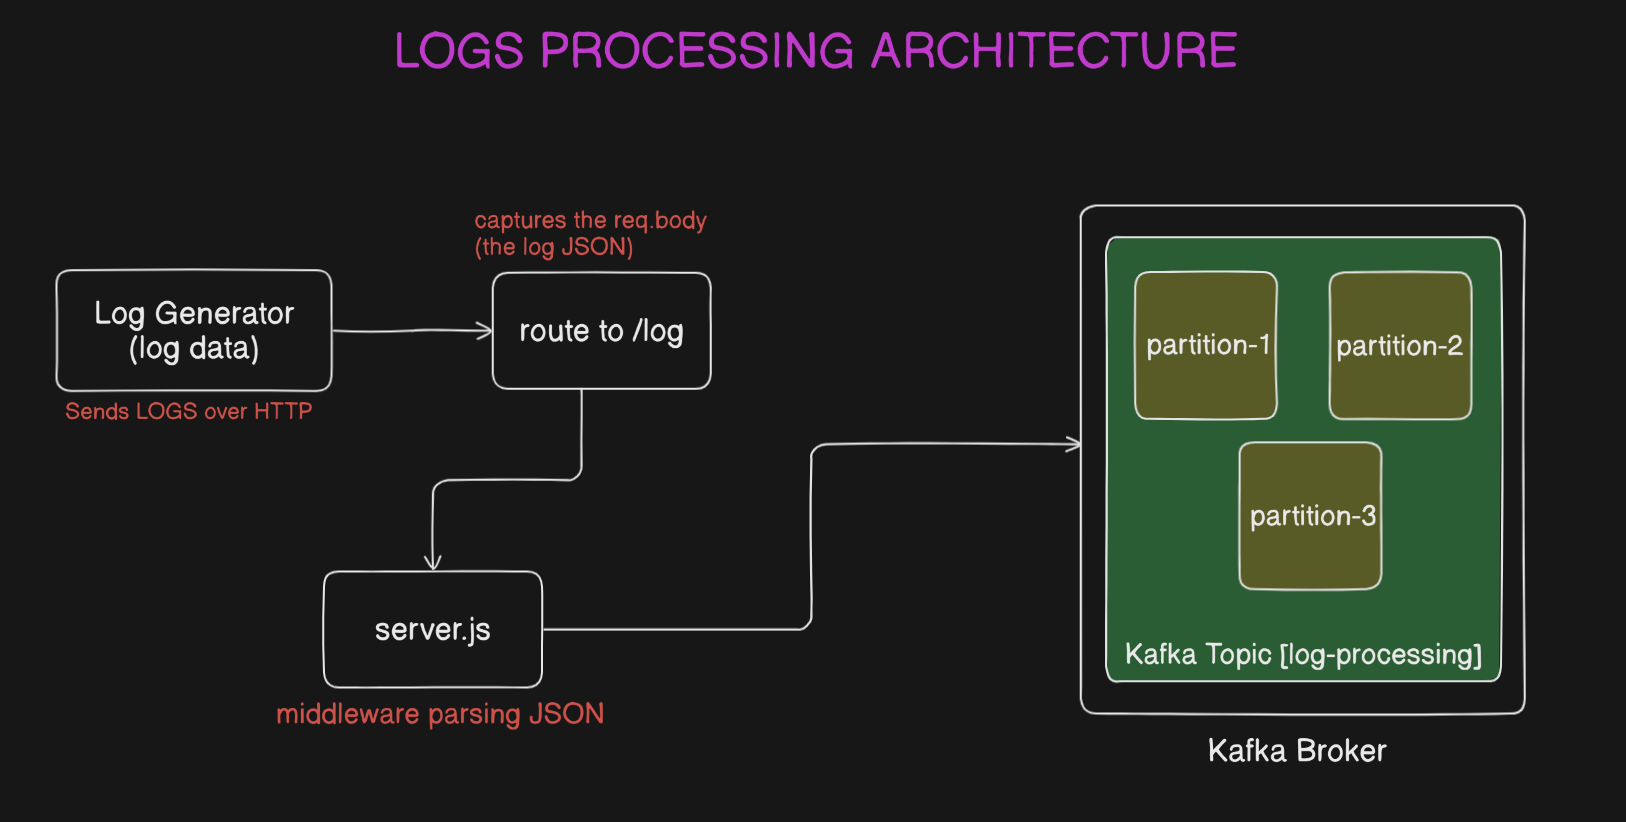 LOGS PROCESSING ARCHITECTURE
captures the req.body
(the log JSON)
Log Generator
(log data)
Sends LOGS over HTTP
route to /log
server.js
middleware parsing JSON
partition-1
partition-2
partition-3
Kafka Topic [log-processing]
Kafka Broker